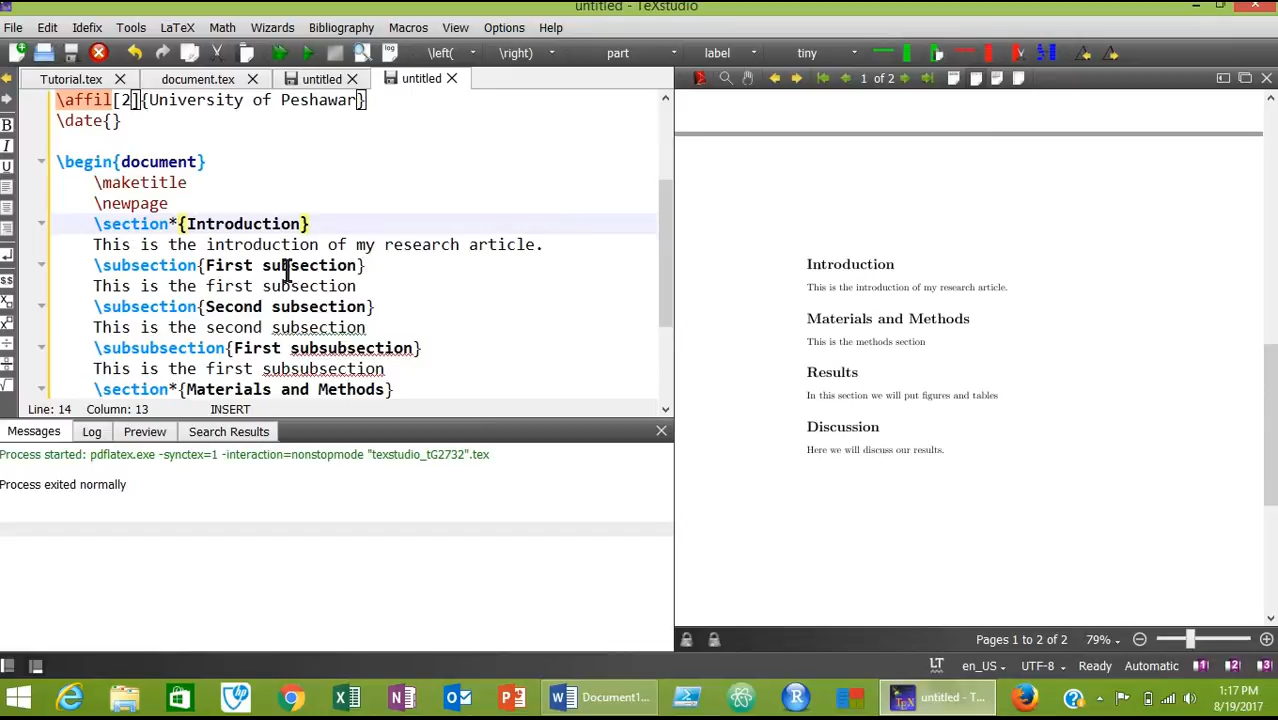 untitled - TeXstudio
File Edit Idefix Tools LaTeX Math Wizards Bibliography Macros View Options Help
log \left( \right) part label tiny
Tutorial.tex document.tex untitled untitled
1 of 2
\affil[2]{University of Peshawar}
\date{}
\begin{document}
\maketitle
\newpage
\section*{Introduction}
This is the introduction of my research article.
\subsection{First subsection}
This is the first subsection
\subsection{Second subsection}
This is the second subsection
\subsubsection{First subsubsection}
This is the first subsubsection
\section*{Materials and Methods}
Line: 14 Column: 13 INSERT
Messages Log Preview Search Results
Process started: pdflatex.exe -synctex=1 -interaction=nonstopmode "texstudio_tG2732".tex
Process exited normally
Introduction
This is the introduction of my research article.
Materials and Methods
This is the methods section
Results
In this section we will put figures and tables
Discussion
Here we will discuss our results.
Pages 1 to 2 of 2 79%
LT en_US UTF-8 Ready Automatic 1 2 3
Document1... untitled - T...
1:17 PM
8/19/2017